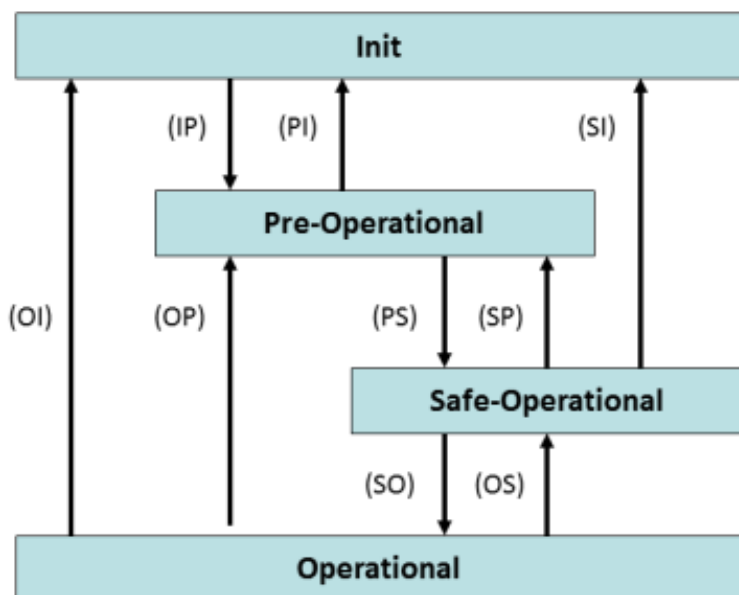 Init
(IP) (PI) (SI)
Pre-Operational
(OI) (OP) (PS) (SP)
Safe-Operational
(SO) (OS)
Operational